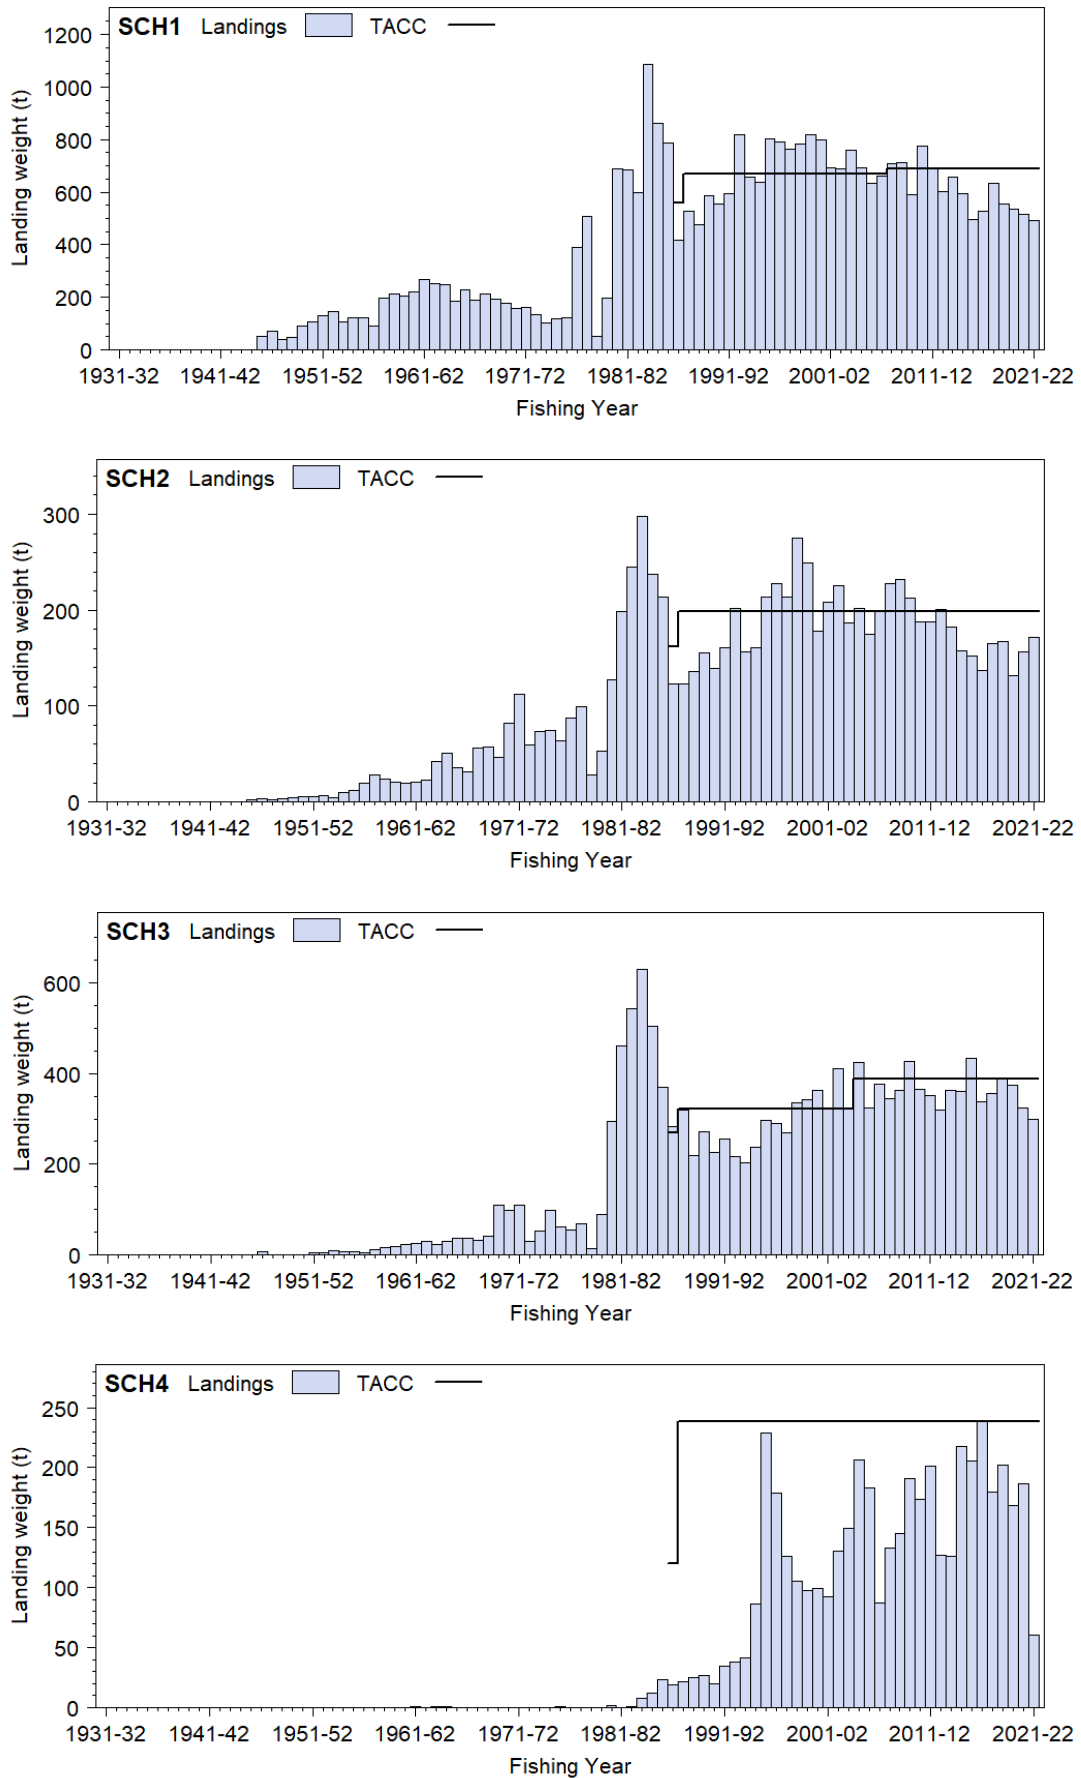 SCH1 Landings TACC
1200
1000
800
600
400
200
0
Landing weight (t)
1931-32 1941-42 1951-52 1961-62 1971-72 1981-82 1991-92 2001-02 2011-12 2021-22
Fishing Year
SCH2 Landings TACC
300
200
100
0
Landing weight (t)
1931-32 1941-42 1951-52 1961-62 1971-72 1981-82 1991-92 2001-02 2011-12 2021-22
Fishing Year
SCH3 Landings TACC
600
400
200
0
Landing weight (t)
1931-32 1941-42 1951-52 1961-62 1971-72 1981-82 1991-92 2001-02 2011-12 2021-22
Fishing Year
SCH4 Landings TACC
250
200
150
100
50
0
Landing weight (t)
1931-32 1941-42 1951-52 1961-62 1971-72 1981-82 1991-92 2001-02 2011-12 2021-22
Fishing Year